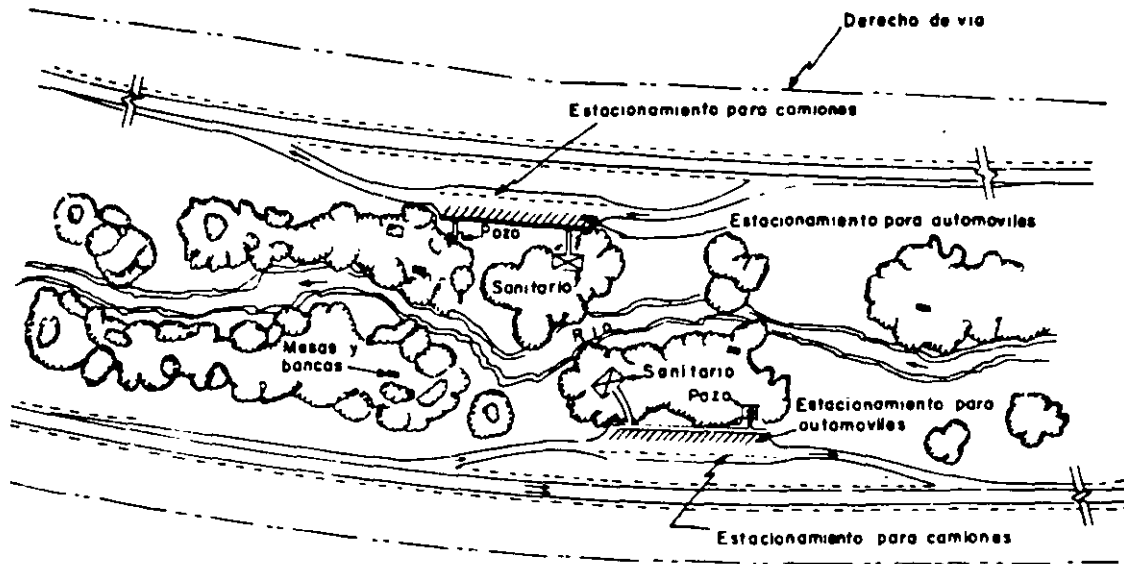 Derecho de via
Estacionamiento para camiones
Estacionamiento para automoviles
Pozo
Sanitario
Rio
Mesas y
bancas
Sanitario
Pozo
Estacionamiento para
automoviles
Estacionamiento para camiones